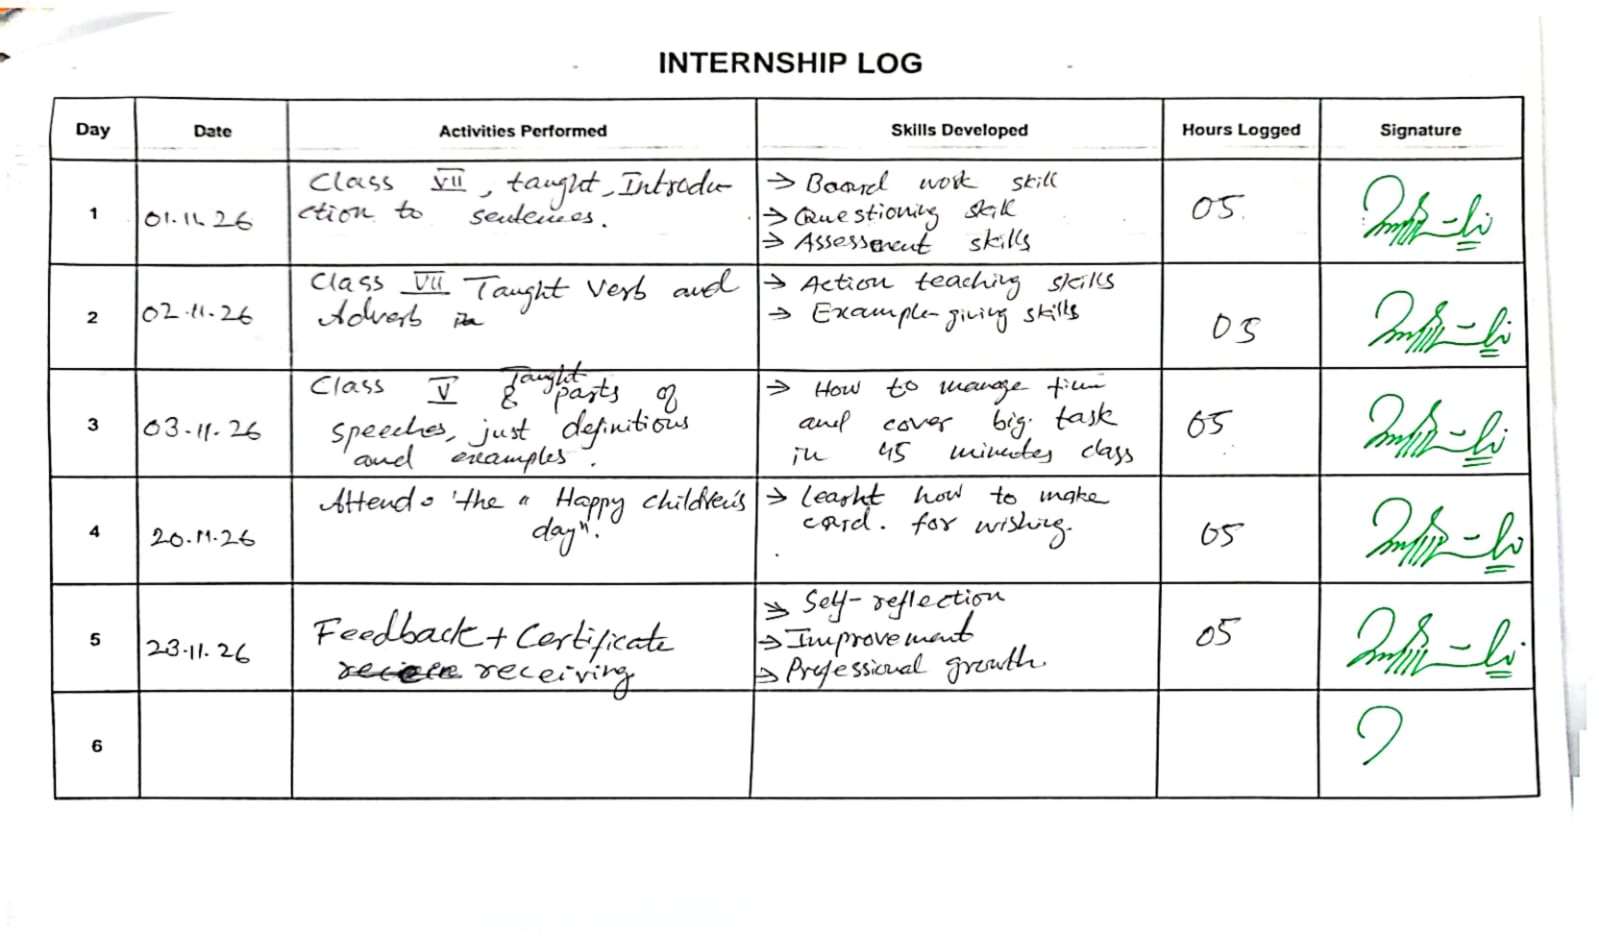 INTERNSHIP LOG
Day Date Activities Performed Skills Developed Hours Logged Signature
1 01.11.26 Class VII, taught, Introdu-
ction to sentences.
→ Board work skill
→ Questioning skill
→ Assessment skills
05
2 02.11.26 Class VII Taught Verb and
Adverb in
→ Action teaching skills
→ Example-giving skills
05
3 03.11.26 Class V & Taught parts of
speeches, just definitions
and examples.
→ How to manage time
and cover big. task
in 45 minutes class
05
4 20.11.26 Attend 'the " Happy children's
day".
→ learnt how to make
card. for wishing.
05
5 23.11.26 Feedback + Certificate
receiving
→ Self-reflection
→ Improvement
→ Professional growth.
05
6